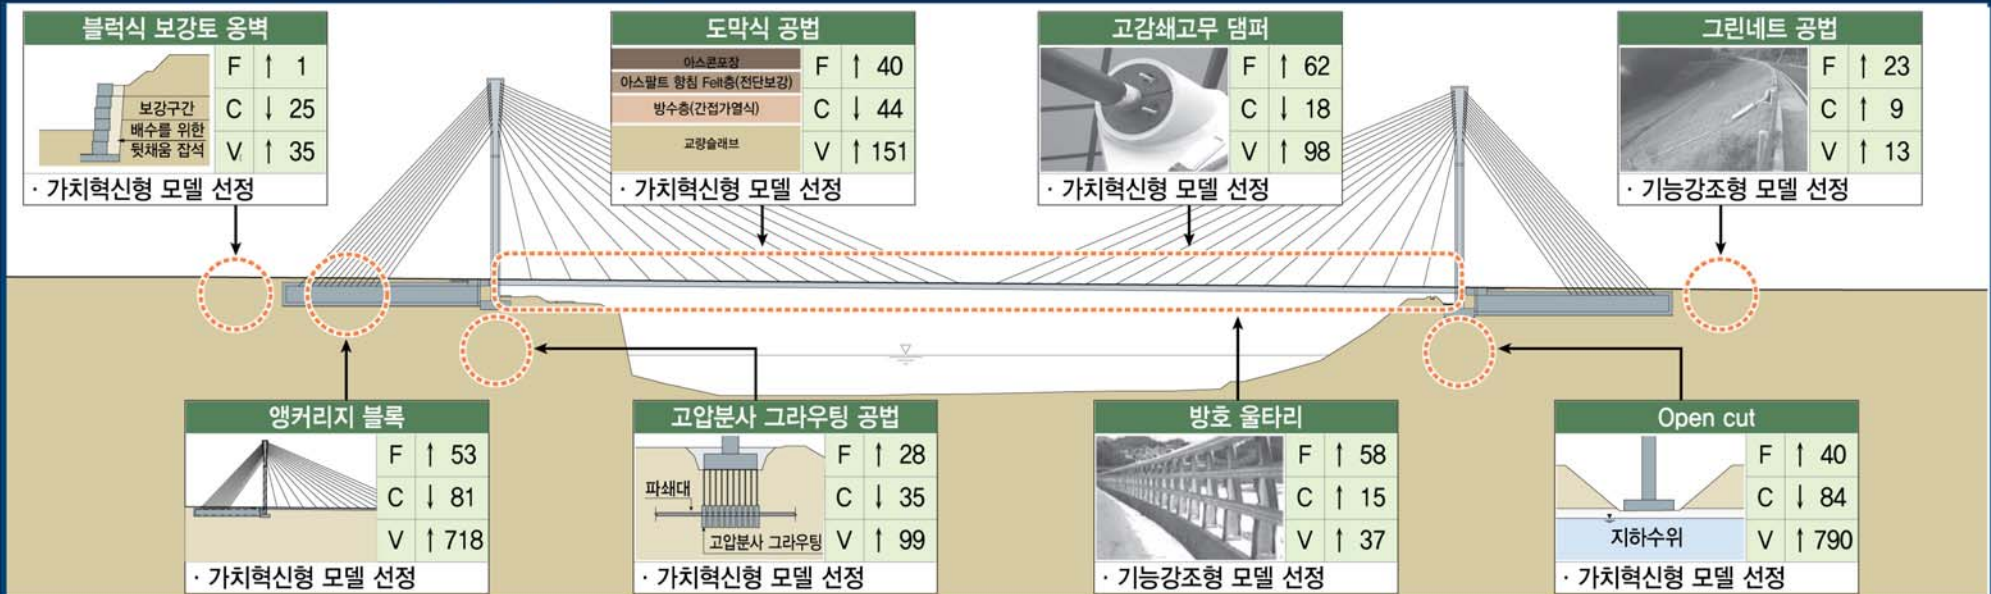 블럭식 보강토 옹벽
보강구간
배수를 위한
뒷채움 잡석
F ↑ 1
C ↓ 25
V ↑ 35
· 가치혁신형 모델 선정
도막식 공법
아스콘포장
아스팔트 함침 Felt층(전단보강)
방수층(간접가열식)
교량슬래브
F ↑ 40
C ↓ 44
V ↑ 151
· 가치혁신형 모델 선정
고감쇄고무 댐퍼
F ↑ 62
C ↓ 18
V ↑ 98
· 가치혁신형 모델 선정
그린네트 공법
F ↑ 23
C ↑ 9
V ↑ 13
· 기능강조형 모델 선정
앵커리지 블록
F ↑ 53
C ↓ 81
V ↑ 718
· 가치혁신형 모델 선정
고압분사 그라우팅 공법
파쇄대
고압분사 그라우팅
F ↑ 28
C ↓ 35
V ↑ 99
· 가치혁신형 모델 선정
방호 울타리
F ↑ 58
C ↑ 15
V ↑ 37
· 기능강조형 모델 선정
Open cut
지하수위
F ↑ 40
C ↓ 84
V ↑ 790
· 가치혁신형 모델 선정